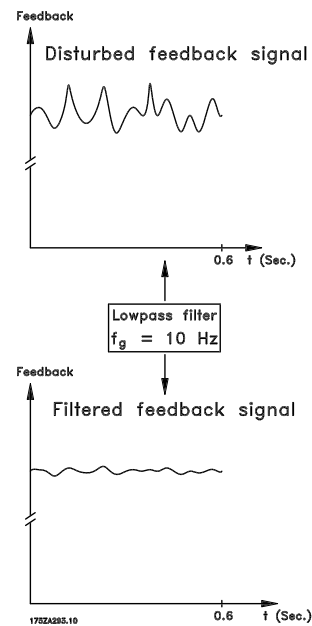 Feedback
Disturbed feedback signal
0.6 t (Sec.)
Lowpass filter
fg = 10 Hz
Feedback
Filtered feedback signal
0.6 t (Sec.)
175ZA293.10